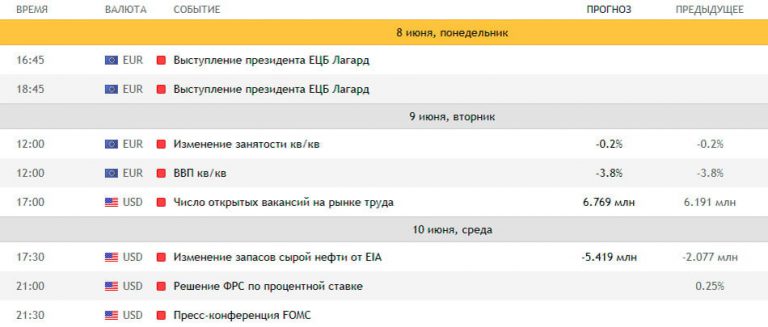 ВРЕМЯ ВАЛЮТА СОБЫТИЕ ПРОГНОЗ ПРЕДЫДУЩЕЕ
8 июня, понедельник
16:45 EUR Выступление президента ЕЦБ Лагард
18:45 EUR Выступление президента ЕЦБ Лагард
9 июня, вторник
12:00 EUR Изменение занятости кв/кв -0.2% -0.2%
12:00 EUR ВВП кв/кв -3.8% -3.8%
17:00 USD Число открытых вакансий на рынке труда 6.769 млн 6.191 млн
10 июня, среда
17:30 USD Изменение запасов сырой нефти от EIA -5.419 млн -2.077 млн
21:00 USD Решение ФРС по процентной ставке 0.25%
21:30 USD Пресс-конференция FOMC